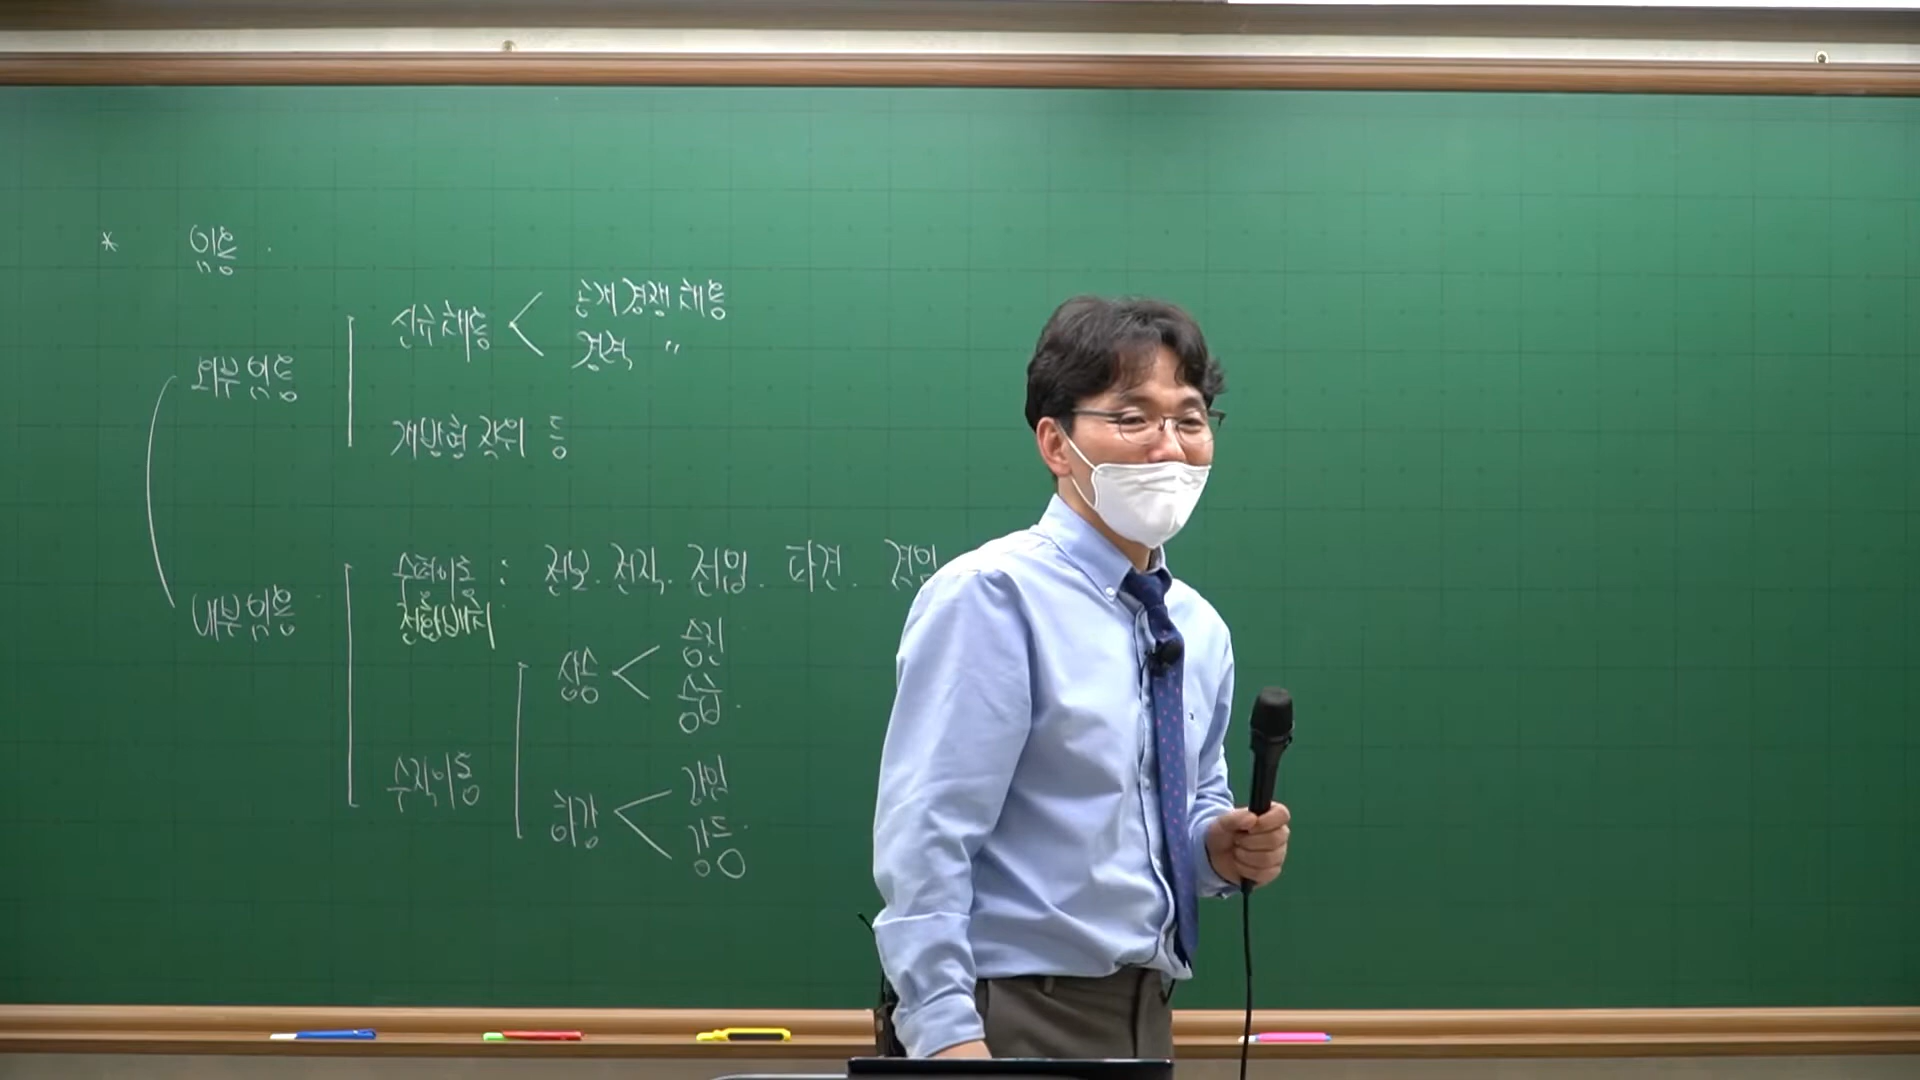 * 임용.
신규채용 < 공개경쟁채용
경력 "
외부임용
개방형 직위 등
수평이동 : 전보. 전직. 전입. 파견. 겸임
전환배치
내부임용
상승 < 승진
승급.
수직이동
하강 < 강임
강등.